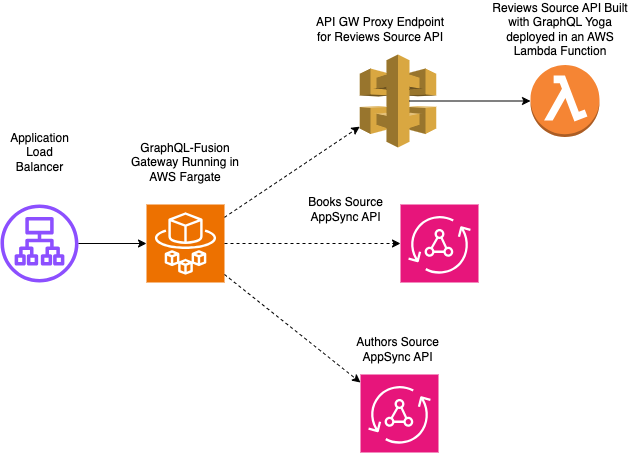 Reviews Source API Built
with GraphQL Yoga
deployed in an AWS
Lambda Function
API GW Proxy Endpoint
for Reviews Source API
Application
Load
Balancer
GraphQL-Fusion
Gateway Running in
AWS Fargate
Books Source
AppSync API
Authors Source
AppSync API